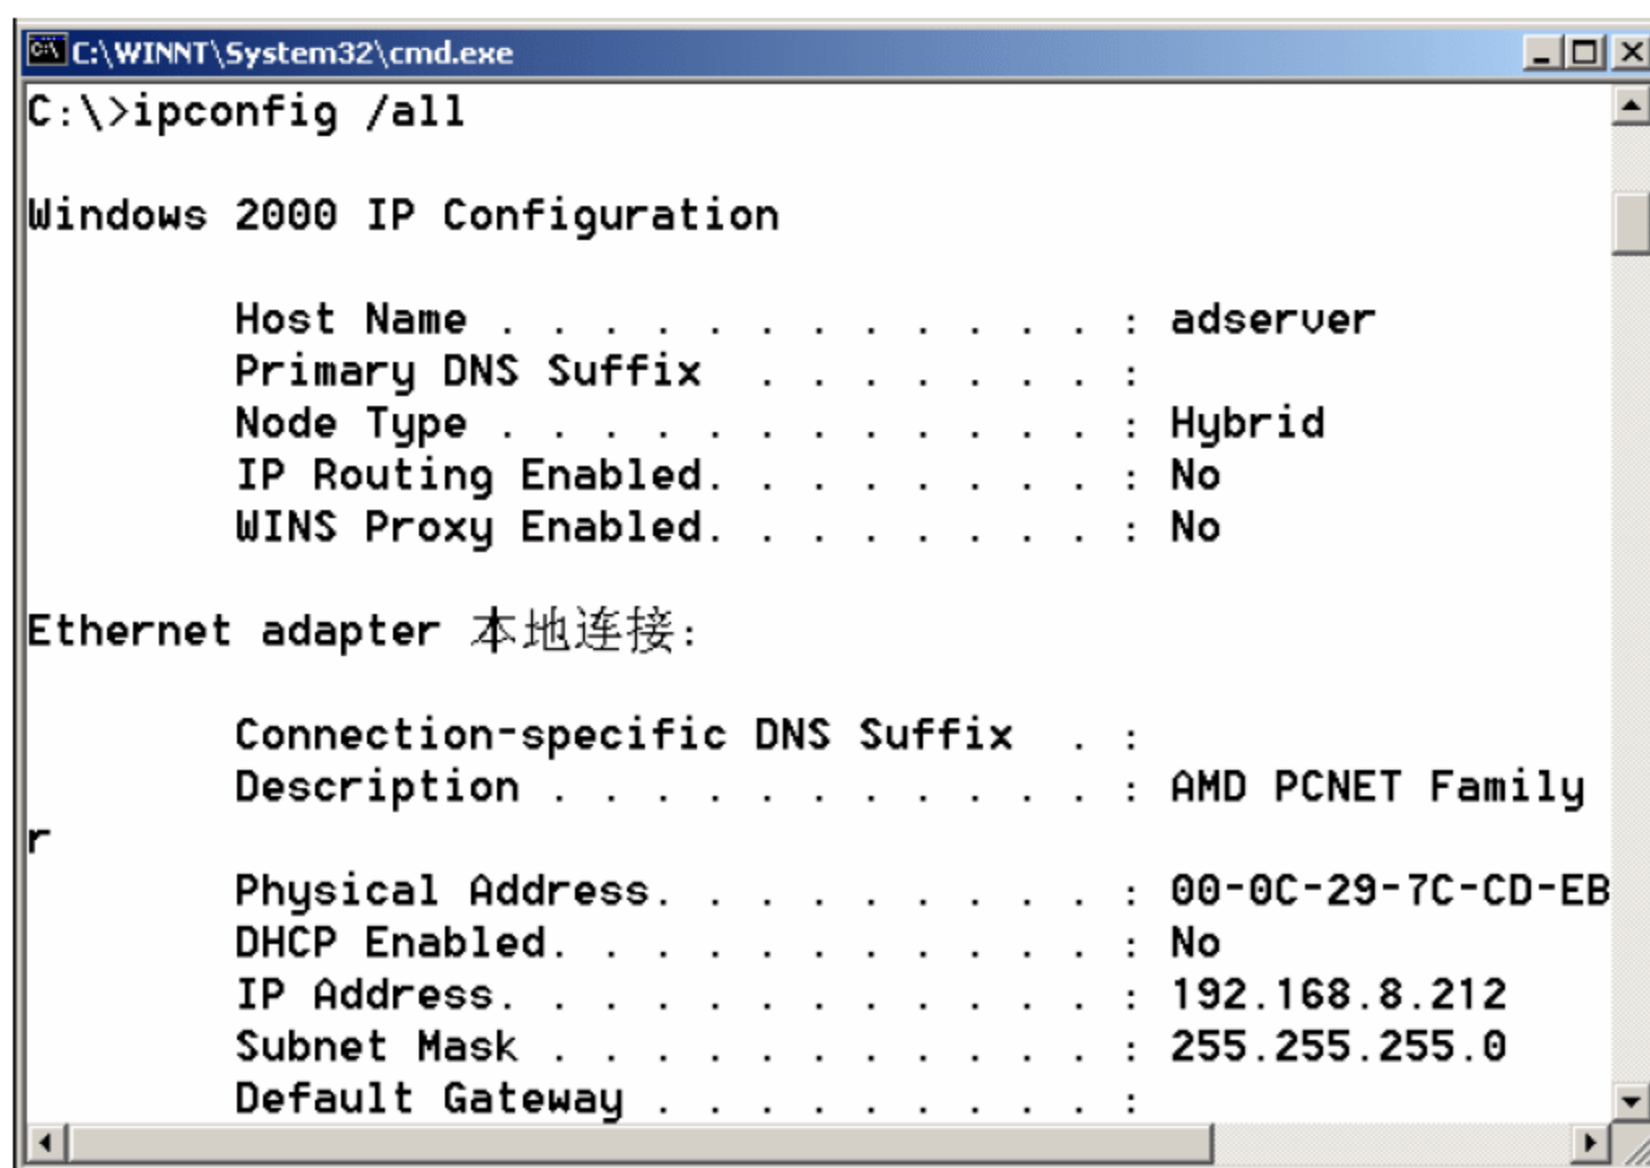 C:\WINNT\System32\cmd.exe
C:\>ipconfig /all
Windows 2000 IP Configuration
Host Name . . . . . . . . . . . . : adserver
Primary DNS Suffix  . . . . . . . :
Node Type . . . . . . . . . . . . : Hybrid
IP Routing Enabled. . . . . . . . : No
WINS Proxy Enabled. . . . . . . . : No
Ethernet adapter 本地连接:
Connection-specific DNS Suffix  . :
Description . . . . . . . . . . . : AMD PCNET Family
r
Physical Address. . . . . . . . . : 00-0C-29-7C-CD-EB
DHCP Enabled. . . . . . . . . . . : No
IP Address. . . . . . . . . . . . : 192.168.8.212
Subnet Mask . . . . . . . . . . . : 255.255.255.0
Default Gateway . . . . . . . . . :